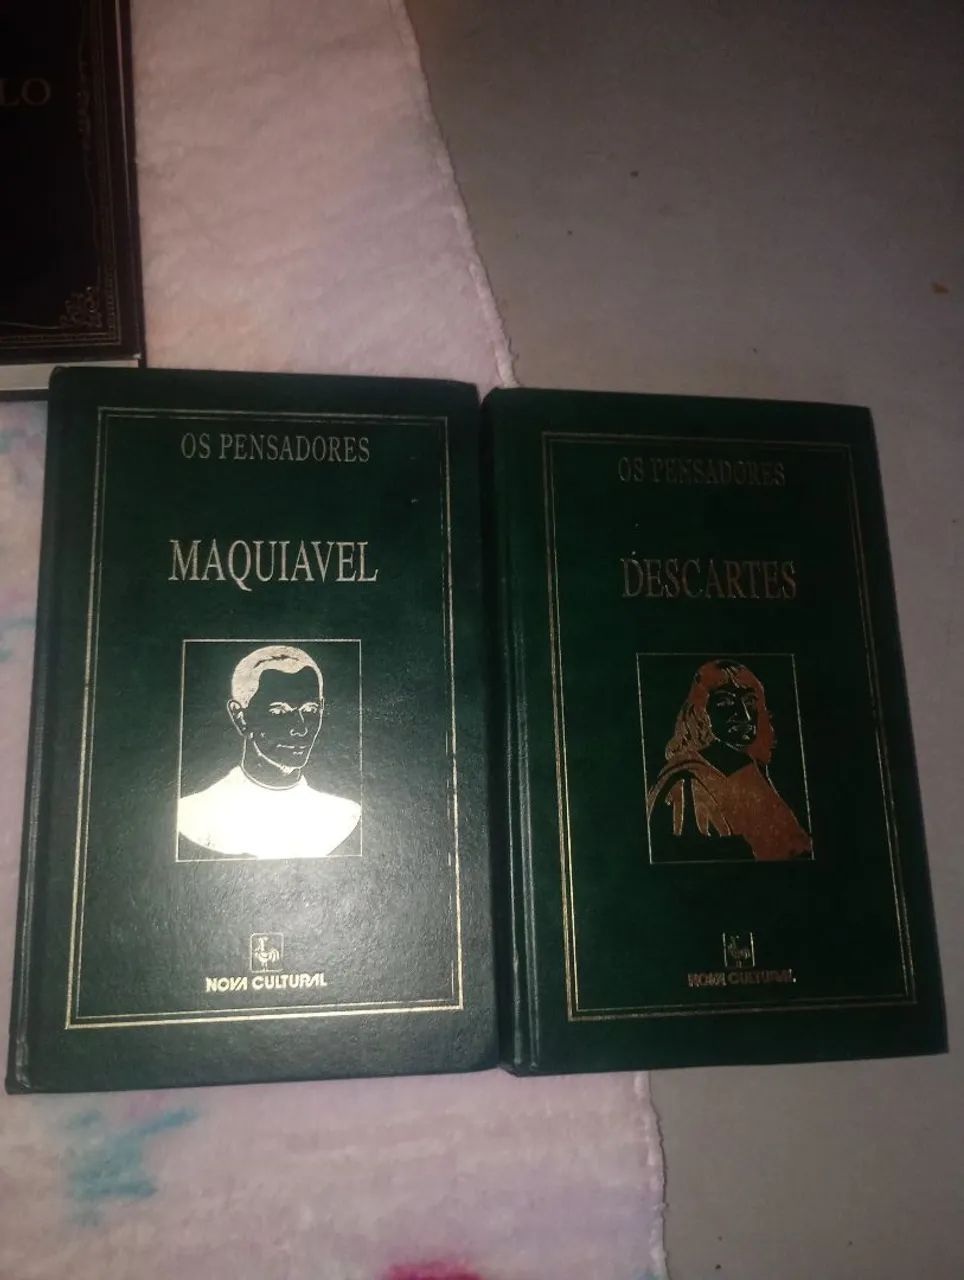 LO
OS PENSADORES
MAQUIAVEL
NOVA CULTURAL
OS PENSADORES
DESCARTES
NOVA CULTURAL